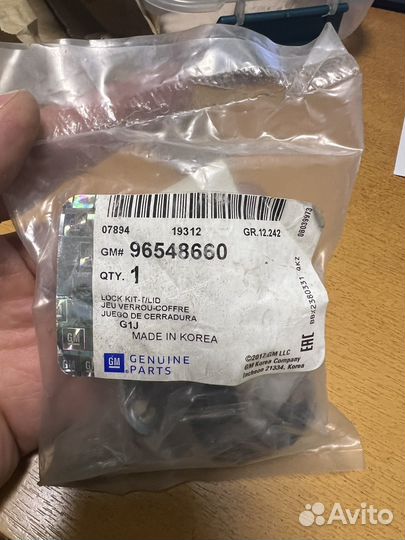 07894 19312 GR.12.242
GM# 96548660
QTY. 1
LOCK KIT-T/LID
JEU VERROU-COFFRE
JUEGO DE CERRADURA
G1J
MADE IN KOREA
GM GENUINE
PARTS
©2017 GM LLC
GM Korea Company
Incheon 21334, Korea
EAC
08039973
Avito